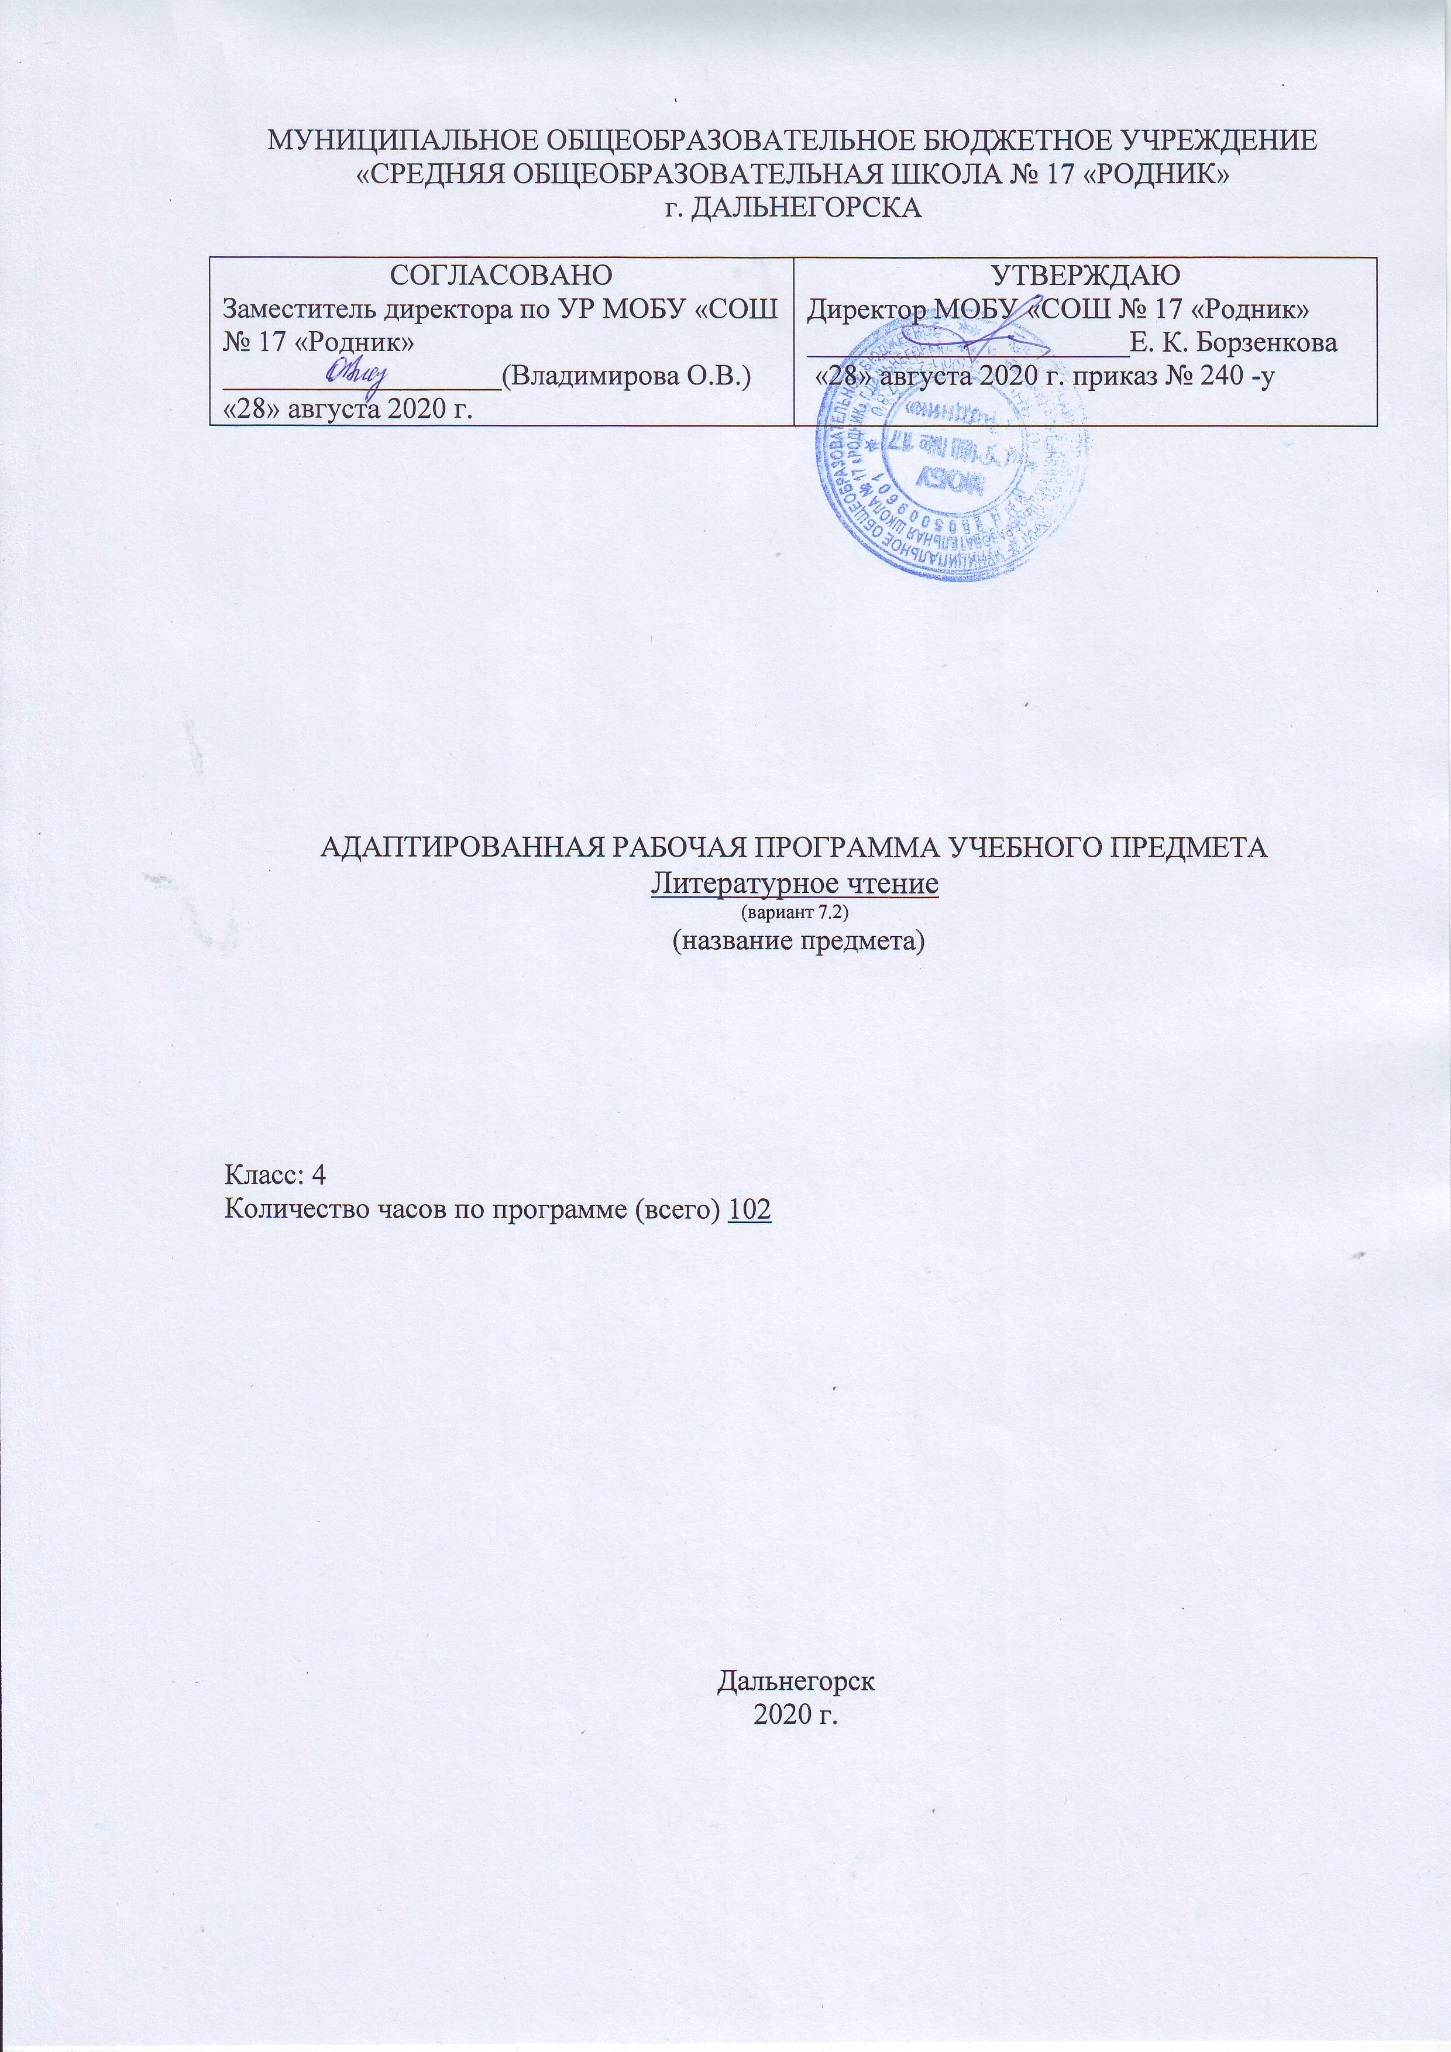 МУНИЦИПАЛЬНОЕ ОБЩЕОБРАЗОВАТЕЛЬНОЕ БЮДЖЕТНОЕ УЧРЕЖДЕНИЕ
«СРЕДНЯЯ ОБЩЕОБРАЗОВАТЕЛЬНАЯ ШКОЛА № 17 «РОДНИК»
г. ДАЛЬНЕГОРСКА
СОГЛАСОВАНО
Заместитель директора по УР МОБУ «СОШ
№ 17 «Родник»
____________________(Владимирова О.В.)
«28» августа 2020 г.
УТВЕРЖДАЮ
Директор МОБУ «СОШ № 17 «Родник»
_______________________Е. К. Борзенкова
«28» августа 2020 г. приказ № 240 -у
АДАПТИРОВАННАЯ РАБОЧАЯ ПРОГРАММА УЧЕБНОГО ПРЕДМЕТА
Литературное чтение
(вариант 7.2)
(название предмета)
Класс: 4
Количество часов по программе (всего) 102
Дальнегорск
2020 г.